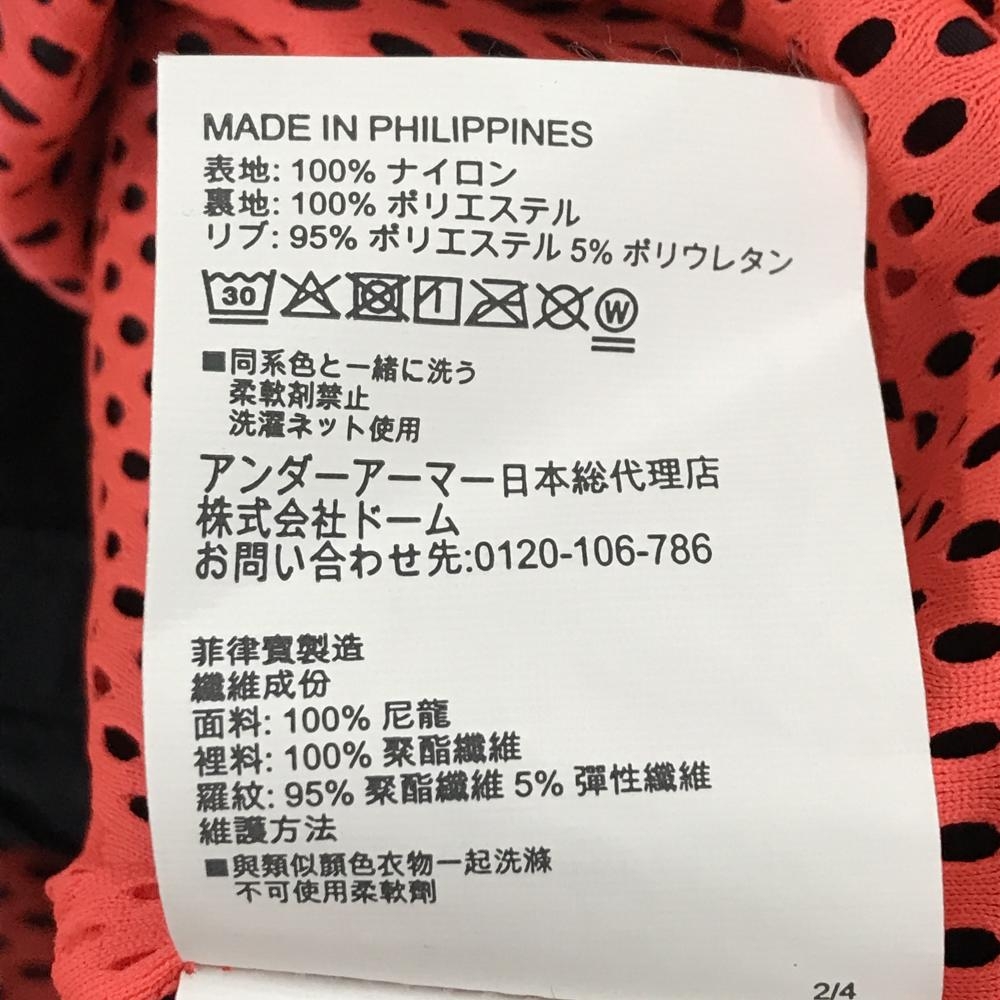 MADE IN PHILIPPINES
表地: 100% ナイロン
裏地: 100% ポリエステル
リブ: 95% ポリエステル 5% ポリウレタン
30 W
■同系色と一緒に洗う
柔軟剤禁止
洗濯ネット使用
アンダーアーマー日本総代理店
株式会社ドーム
お問い合わせ先:0120-106-786
菲律賓製造
纖維成份
面料: 100% 尼龍
裡料: 100% 聚酯纖維
羅紋: 95% 聚酯纖維 5% 彈性纖維
維護方法
■與類似顏色衣物一起洗滌
不可使用柔軟劑
2/4